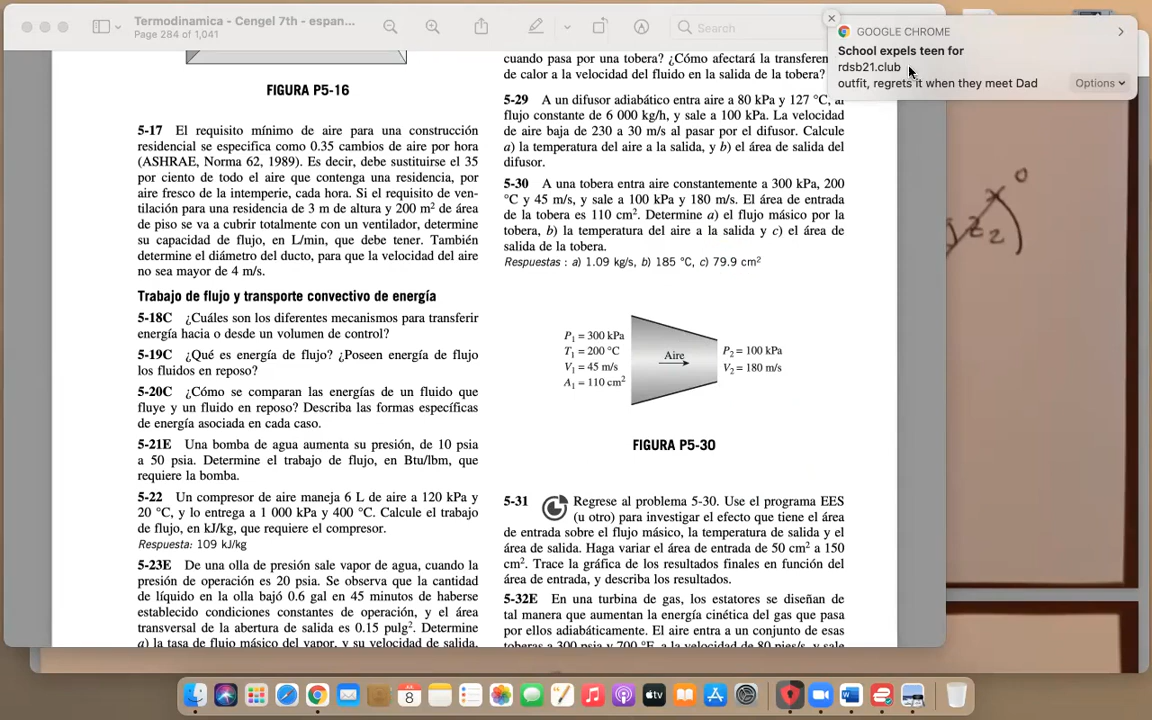 Termodinamica - Cengel 7th - espan...
Page 284 of 1,041
Search
GOOGLE CHROME
School expels teen for
rdsb21.club
outfit, regrets it when they meet Dad
Options
FIGURA P5-16
5-17 El requisito mínimo de aire para una construcción
residencial se especifica como 0.35 cambios de aire por hora
(ASHRAE, Norma 62, 1989). Es decir, debe sustituirse el 35
por ciento de todo el aire que contenga una residencia, por
aire fresco de la intemperie, cada hora. Si el requisito de ven-
tilación para una residencia de 3 m de altura y 200 m² de área
de piso se va a cubrir totalmente con un ventilador, determine
su capacidad de flujo, en L/min, que debe tener. También
determine el diámetro del ducto, para que la velocidad del aire
no sea mayor de 4 m/s.
Trabajo de flujo y transporte convectivo de energía
5-18C ¿Cuáles son los diferentes mecanismos para transferir
energía hacia o desde un volumen de control?
5-19C ¿Qué es energía de flujo? ¿Poseen energía de flujo
los fluidos en reposo?
5-20C ¿Cómo se comparan las energías de un fluido que
fluye y un fluido en reposo? Describa las formas específicas
de energía asociada en cada caso.
5-21E Una bomba de agua aumenta su presión, de 10 psia
a 50 psia. Determine el trabajo de flujo, en Btu/lbm, que
requiere la bomba.
5-22 Un compresor de aire maneja 6 L de aire a 120 kPa y
20 °C, y lo entrega a 1 000 kPa y 400 °C. Calcule el trabajo
de flujo, en kJ/kg, que requiere el compresor.
Respuesta: 109 kJ/kg
5-23E De una olla de presión sale vapor de agua, cuando la
presión de operación es 20 psia. Se observa que la cantidad
de líquido en la olla bajó 0.6 gal en 45 minutos de haberse
establecido condiciones constantes de operación, y el área
transversal de la abertura de salida es 0.15 pulg². Determine
a) la tasa de flujo másico del vapor, y su velocidad de salida,
cuando pasa por una tobera? ¿Cómo afectará la transferen
de calor a la velocidad del fluido en la salida de la tobera?
5-29 A un difusor adiabático entra aire a 80 kPa y 127 °C, al
flujo constante de 6 000 kg/h, y sale a 100 kPa. La velocidad
de aire baja de 230 a 30 m/s al pasar por el difusor. Calcule
a) la temperatura del aire a la salida, y b) el área de salida del
difusor.
5-30 A una tobera entra aire constantemente a 300 kPa, 200
°C y 45 m/s, y sale a 100 kPa y 180 m/s. El área de entrada
de la tobera es 110 cm². Determine a) el flujo másico por la
tobera, b) la temperatura del aire a la salida y c) el área de
salida de la tobera.
Respuestas : a) 1.09 kg/s, b) 185 °C, c) 79.9 cm²
P₁ = 300 kPa
T₁ = 200 °C
V₁ = 45 m/s
A₁ = 110 cm²
Aire
P₂ = 100 kPa
V₂ = 180 m/s
FIGURA P5-30
5-31 Regrese al problema 5-30. Use el programa EES
(u otro) para investigar el efecto que tiene el área
de entrada sobre el flujo másico, la temperatura de salida y el
área de salida. Haga variar el área de entrada de 50 cm² a 150
cm². Trace la gráfica de los resultados finales en función del
área de entrada, y describa los resultados.
5-32E En una turbina de gas, los estatores se diseñan de
tal manera que aumentan la energía cinética del gas que pasa
por ellos adiabáticamente. El aire entra a un conjunto de esas
toberas a 300 psia y 700 °F, a la velocidad de 80 pies/s, y sale
z₂)
0
APR
8
tv